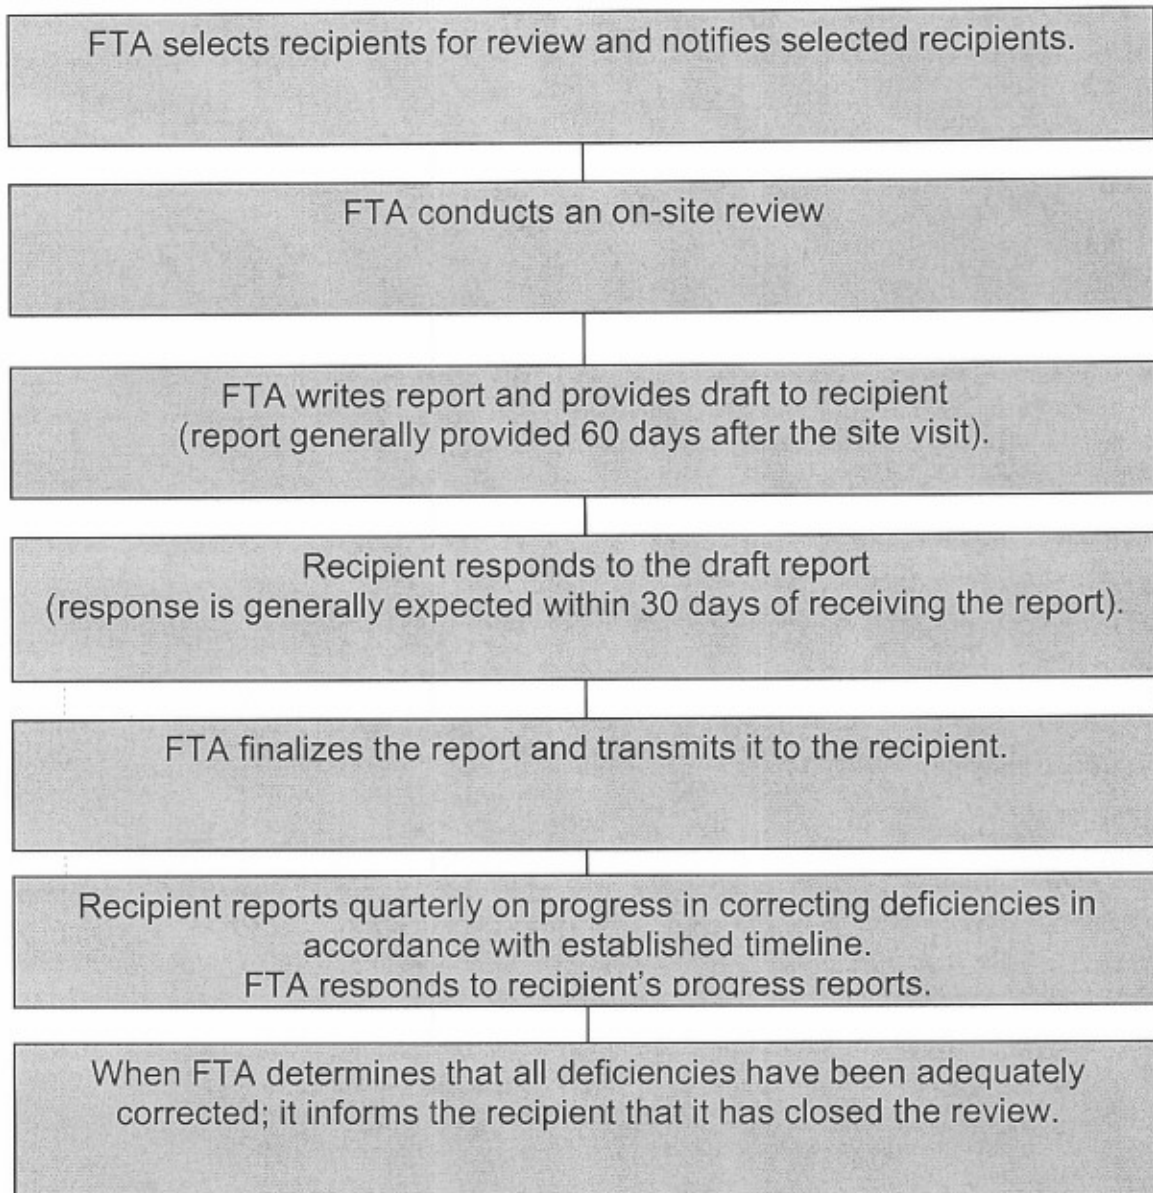 FTA selects recipients for review and notifies selected recipients.
FTA conducts an on-site review
FTA writes report and provides draft to recipient
(report generally provided 60 days after the site visit).
Recipient responds to the draft report
(response is generally expected within 30 days of receiving the report).
FTA finalizes the report and transmits it to the recipient.
Recipient reports quarterly on progress in correcting deficiencies in
accordance with established timeline.
FTA responds to recipient's progress reports.
When FTA determines that all deficiencies have been adequately
corrected; it informs the recipient that it has closed the review.